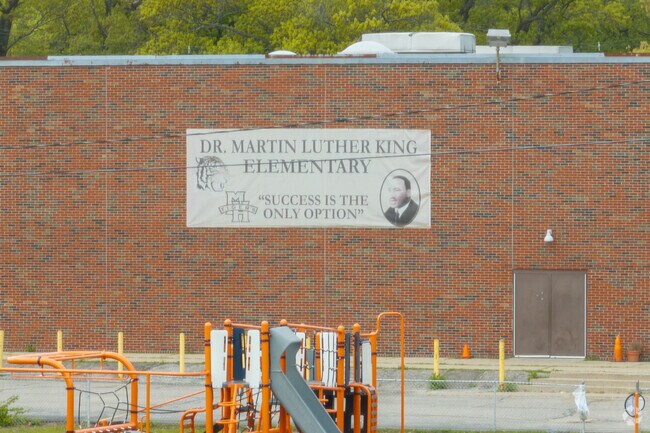 DR. MARTIN LUTHER KING
ELEMENTARY
"SUCCESS IS THE
ONLY OPTION"